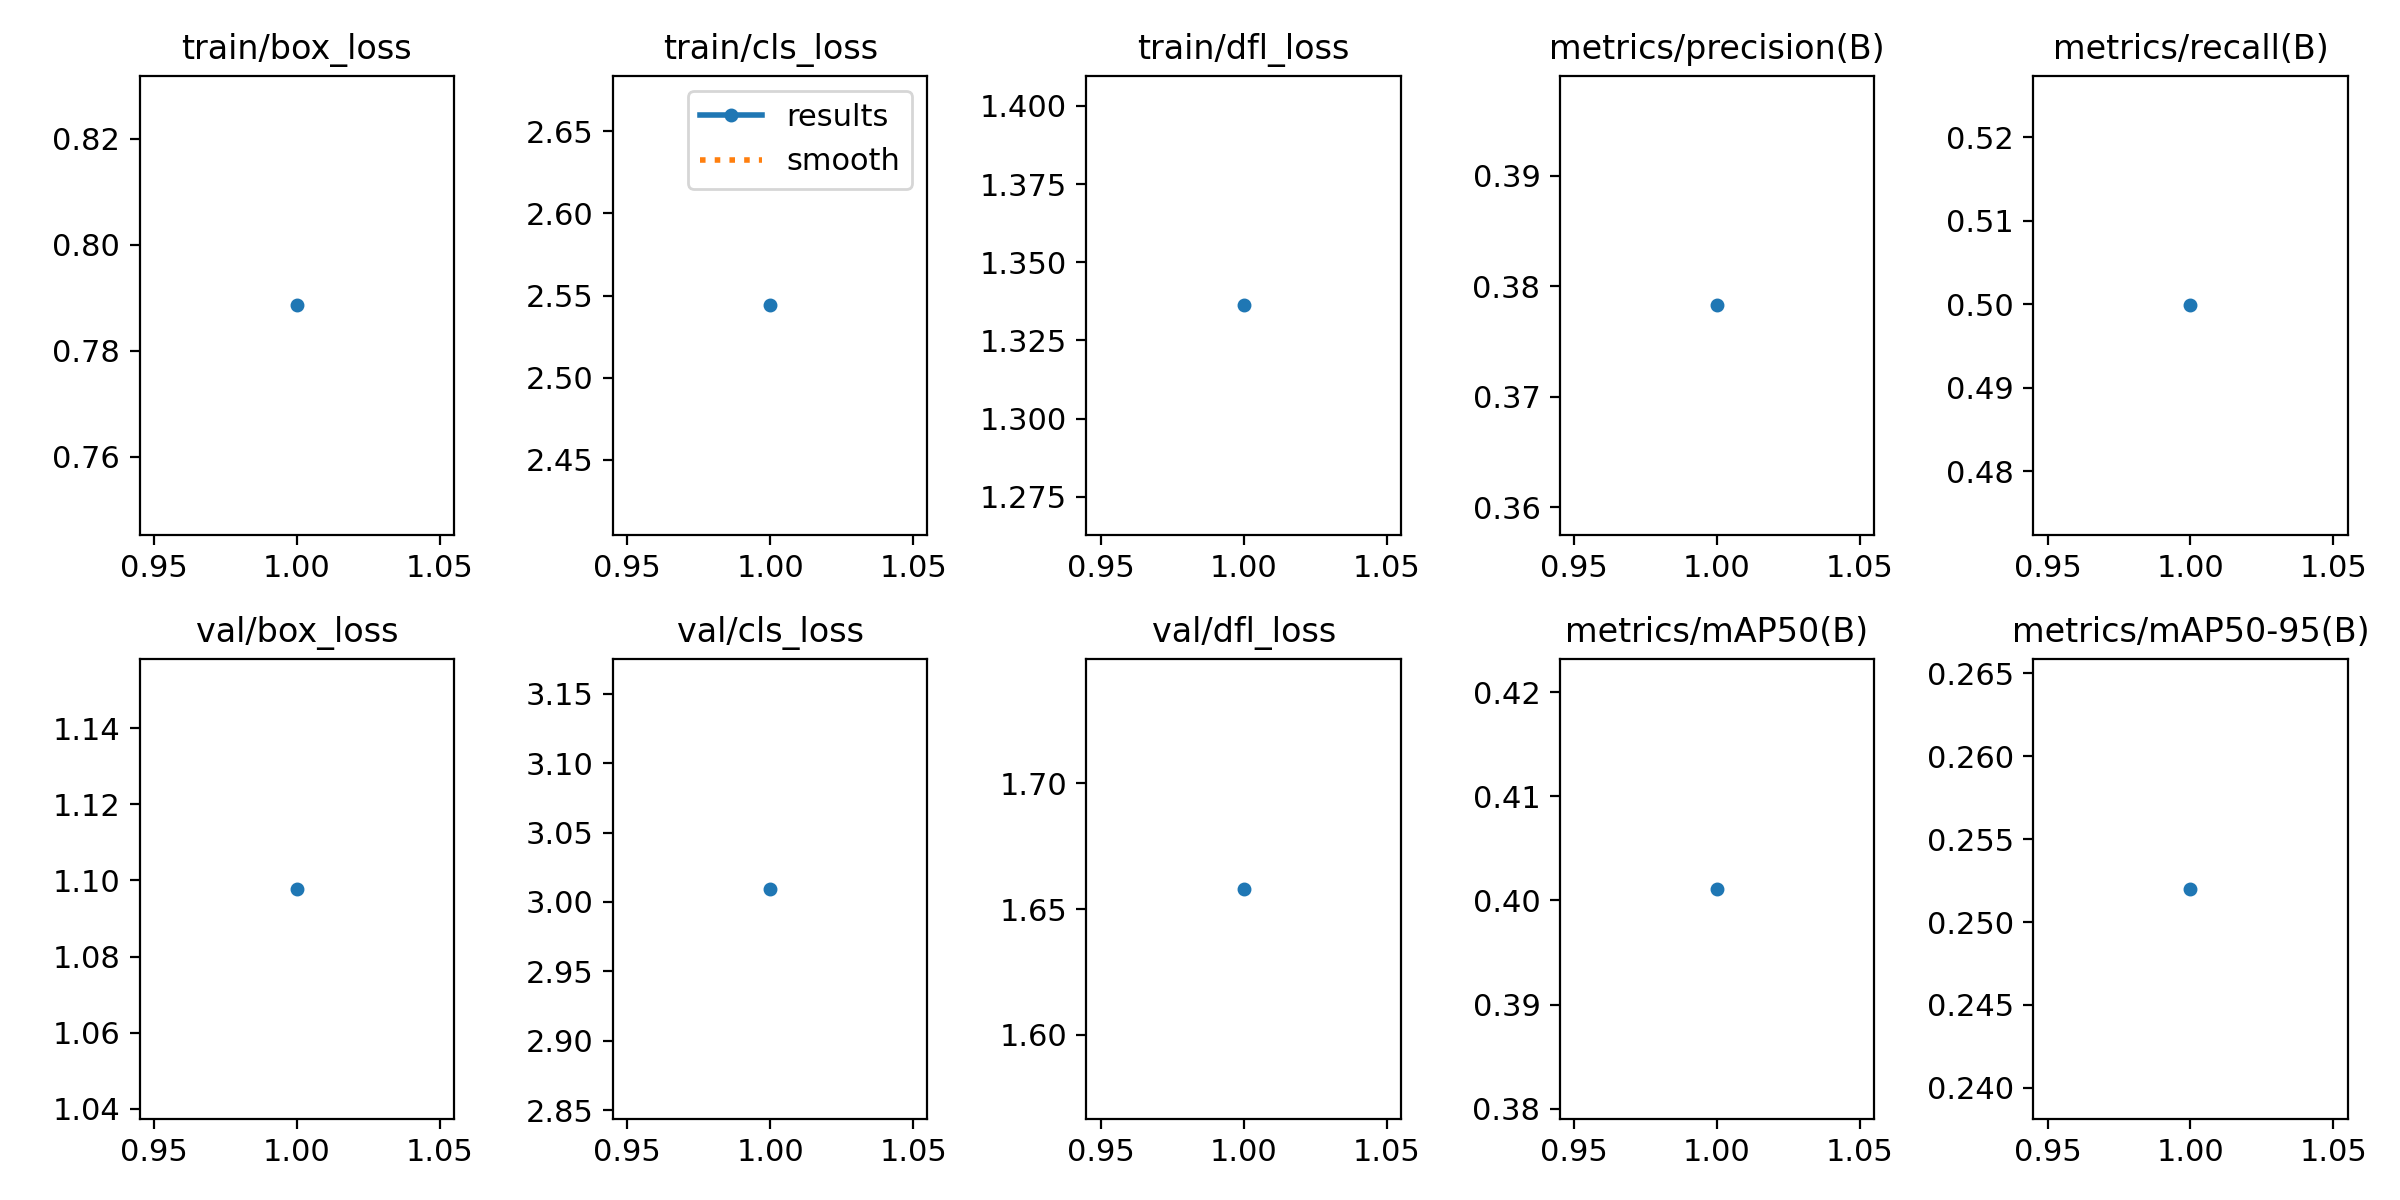 train/box_loss
0.82
0.80
0.78
0.76
0.95 1.00 1.05
train/cls_loss
results
smooth
2.65
2.60
2.55
2.50
2.45
0.95 1.00 1.05
train/dfl_loss
1.400
1.375
1.350
1.325
1.300
1.275
0.95 1.00 1.05
metrics/precision(B)
0.39
0.38
0.37
0.36
0.95 1.00 1.05
metrics/recall(B)
0.52
0.51
0.50
0.49
0.48
0.95 1.00 1.05
val/box_loss
1.14
1.12
1.10
1.08
1.06
1.04
0.95 1.00 1.05
val/cls_loss
3.15
3.10
3.05
3.00
2.95
2.90
2.85
0.95 1.00 1.05
val/dfl_loss
1.70
1.65
1.60
0.95 1.00 1.05
metrics/mAP50(B)
0.42
0.41
0.40
0.39
0.38
0.95 1.00 1.05
metrics/mAP50-95(B)
0.265
0.260
0.255
0.250
0.245
0.240
0.95 1.00 1.05